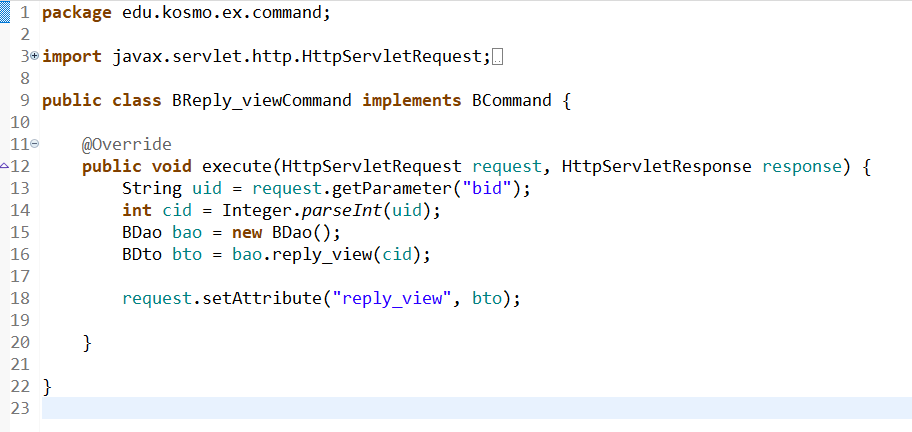 1 package edu.kosmo.ex.command;
2
3 import javax.servlet.http.HttpServletRequest;
8
9 public class BReply_viewCommand implements BCommand {
10
11 @Override
12 public void execute(HttpServletRequest request, HttpServletResponse response) {
13 String uid = request.getParameter("bid");
14 int cid = Integer.parseInt(uid);
15 BDao bao = new BDao();
16 BDto bto = bao.reply_view(cid);
17
18 request.setAttribute("reply_view", bto);
19
20 }
21
22 }
23